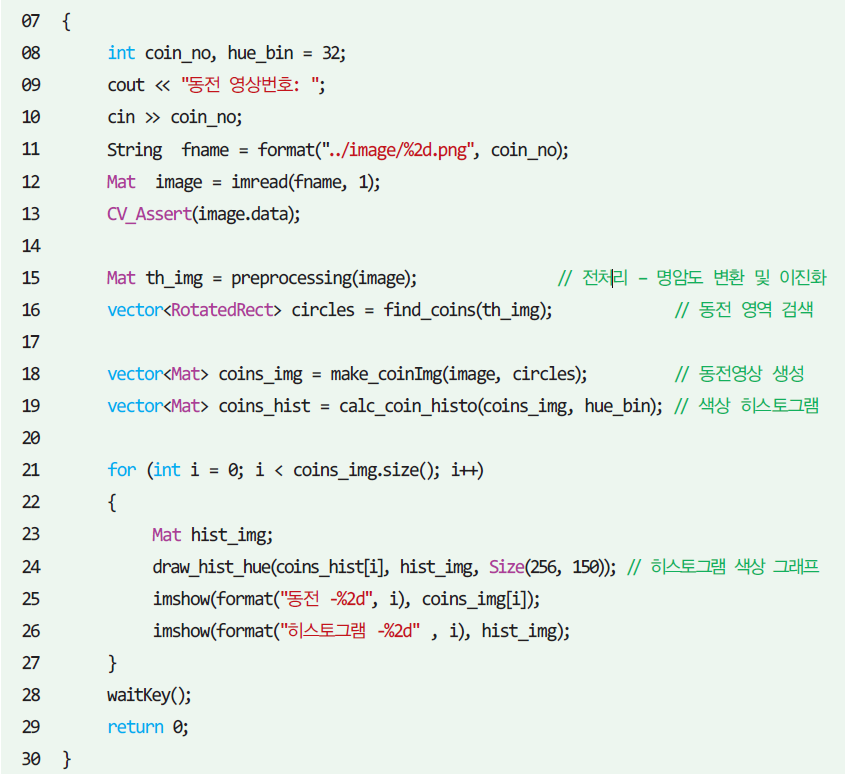 07 {
08 int coin_no, hue_bin = 32;
09 cout << "동전 영상번호: ";
10 cin >> coin_no;
11 String fname = format("../image/%2d.png", coin_no);
12 Mat image = imread(fname, 1);
13 CV_Assert(image.data);
14
15 Mat th_img = preprocessing(image); // 전처리 - 명암도 변환 및 이진화
16 vector<RotatedRect> circles = find_coins(th_img); // 동전 영역 검색
17
18 vector<Mat> coins_img = make_coinImg(image, circles); // 동전영상 생성
19 vector<Mat> coins_hist = calc_coin_histo(coins_img, hue_bin); // 색상 히스토그램
20
21 for (int i = 0; i < coins_img.size(); i++)
22 {
23 Mat hist_img;
24 draw_hist_hue(coins_hist[i], hist_img, Size(256, 150)); // 히스토그램 색상 그래프
25 imshow(format("동전 -%2d", i), coins_img[i]);
26 imshow(format("히스토그램 -%2d" , i), hist_img);
27 }
28 waitKey();
29 return 0;
30 }